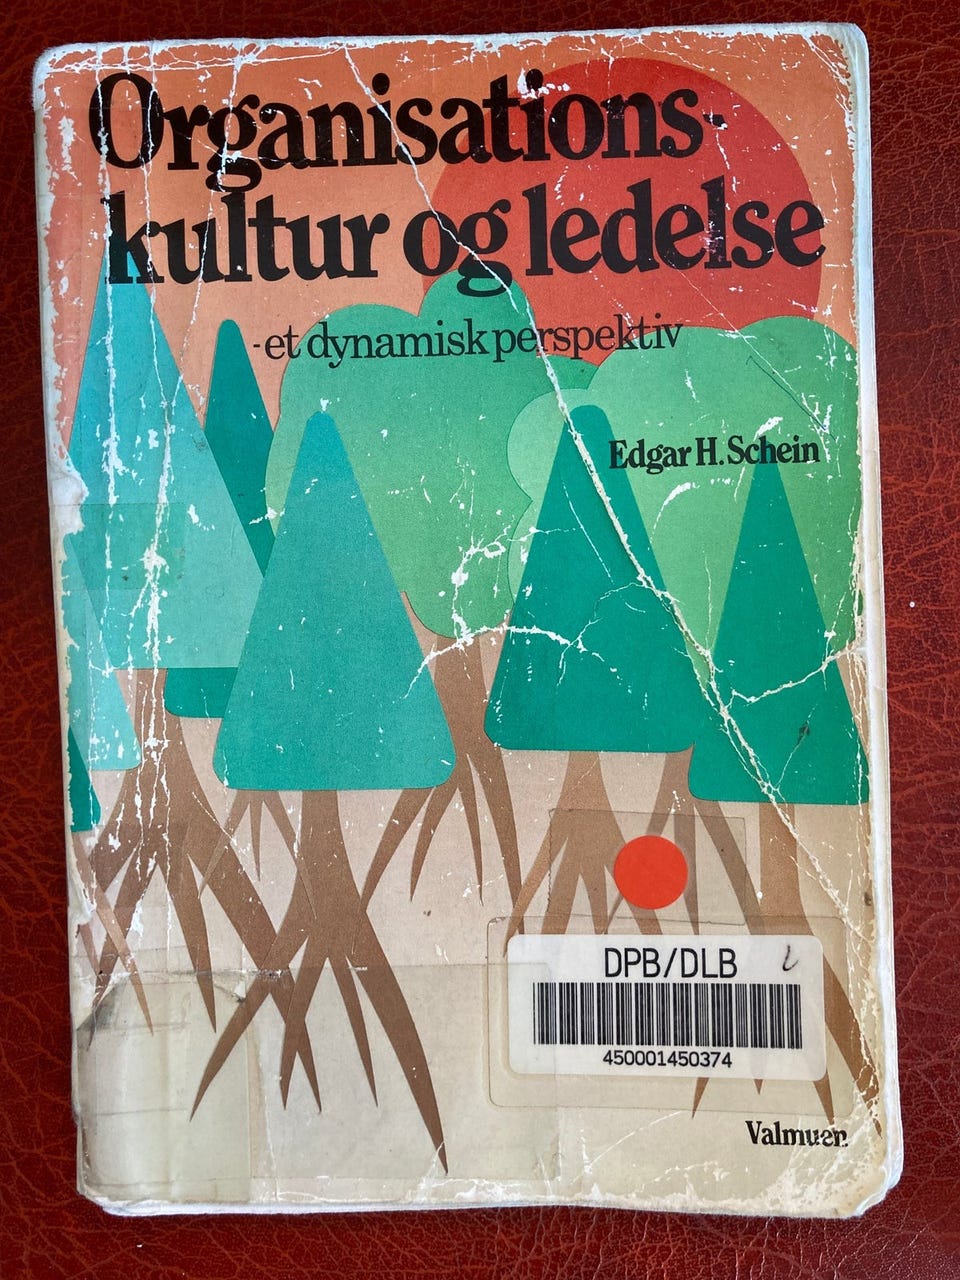 Organisations-
kultur og ledelse
- et dynamisk perspektiv
Edgar H. Schein
DPB/DLB
450001450374
Valmuen